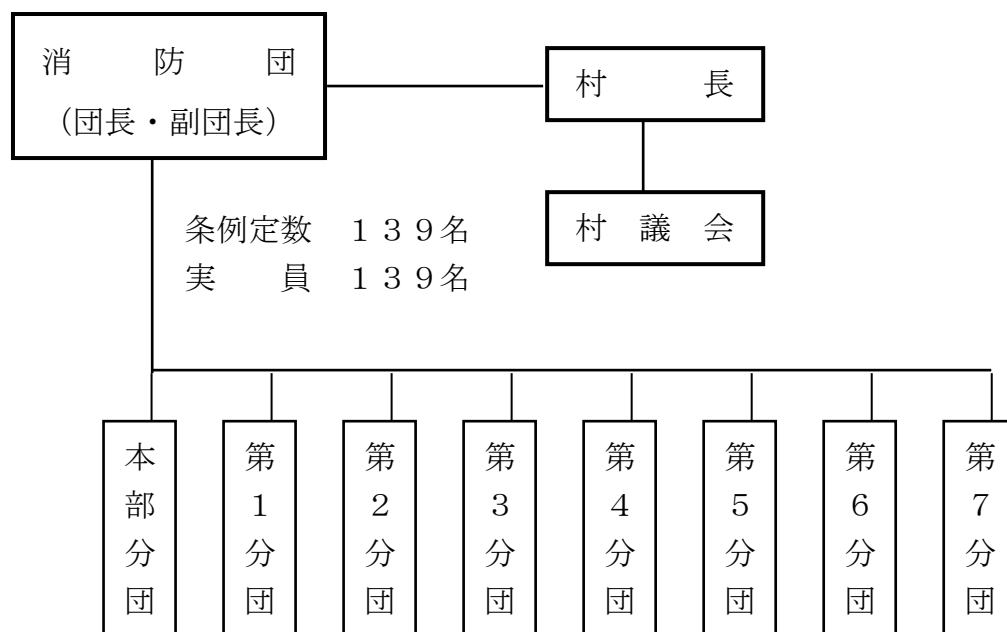 消防団
（団長・副団長）
村長
村議会
条例定数　１３９名
実員　１３９名
本部分団
第１分団
第２分団
第３分団
第４分団
第５分団
第６分団
第７分団